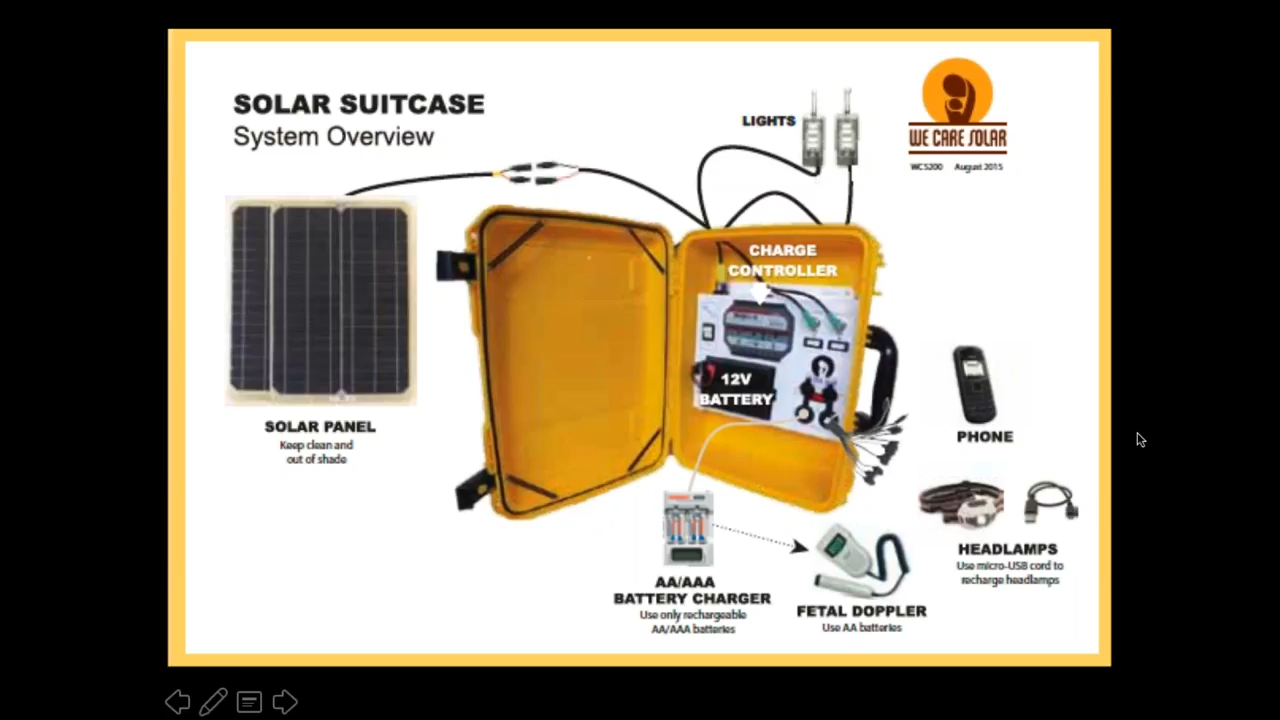 SOLAR SUITCASE
System Overview
LIGHTS
WE CARE SOLAR
WCS200 August 2015
CHARGE
CONTROLLER
12V
BATTERY
SOLAR PANEL
Keep clean and
out of shade
PHONE
HEADLAMPS
Use micro-USB cord to
recharge headlamps
AA/AAA
BATTERY CHARGER
Use only rechargeable
AA/AAA batteries
FETAL DOPPLER
Use AA batteries